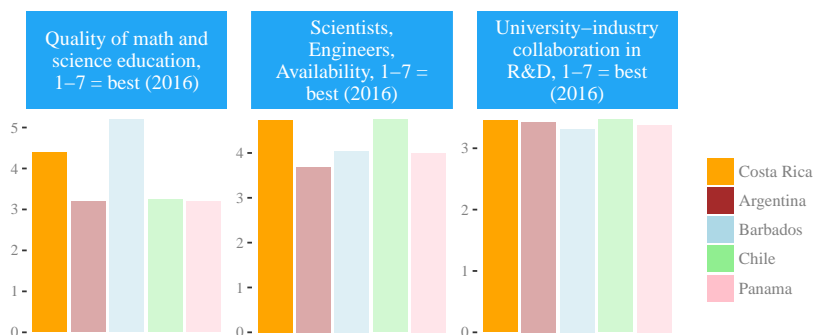 Quality of math and
science education,
1−7 = best (2016)
Scientists,
Engineers,
Availability, 1−7 =
best (2016)
University−industry
collaboration in
R&D, 1−7 = best
(2016)
5
4
3
2
1
0
4
3
2
1
0
3
2
1
0
Costa Rica
Argentina
Barbados
Chile
Panama